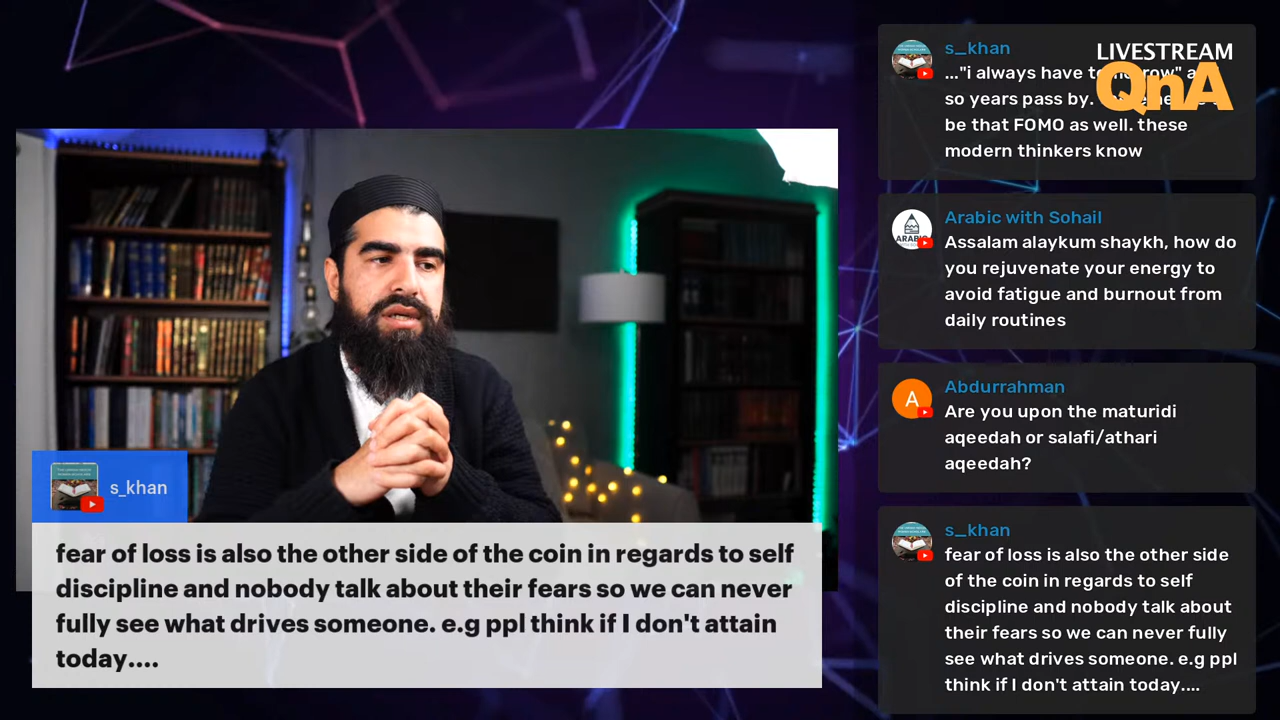 s_khan
fear of loss is also the other side of the coin in regards to self
discipline and nobody talk about their fears so we can never
fully see what drives someone. e.g ppl think if I don't attain
today....
LIVESTREAM
QnA
s_khan
..."i always have tomorrow" a
so years pass by.
be that FOMO as well. these
modern thinkers know
ARABIC
Arabic with Sohail
Assalam alaykum shaykh, how do
you rejuvenate your energy to
avoid fatigue and burnout from
daily routines
A
Abdurrahman
Are you upon the maturidi
aqeedah or salafi/athari
aqeedah?
s_khan
fear of loss is also the other side
of the coin in regards to self
discipline and nobody talk about
their fears so we can never fully
see what drives someone. e.g ppl
think if I don't attain today....